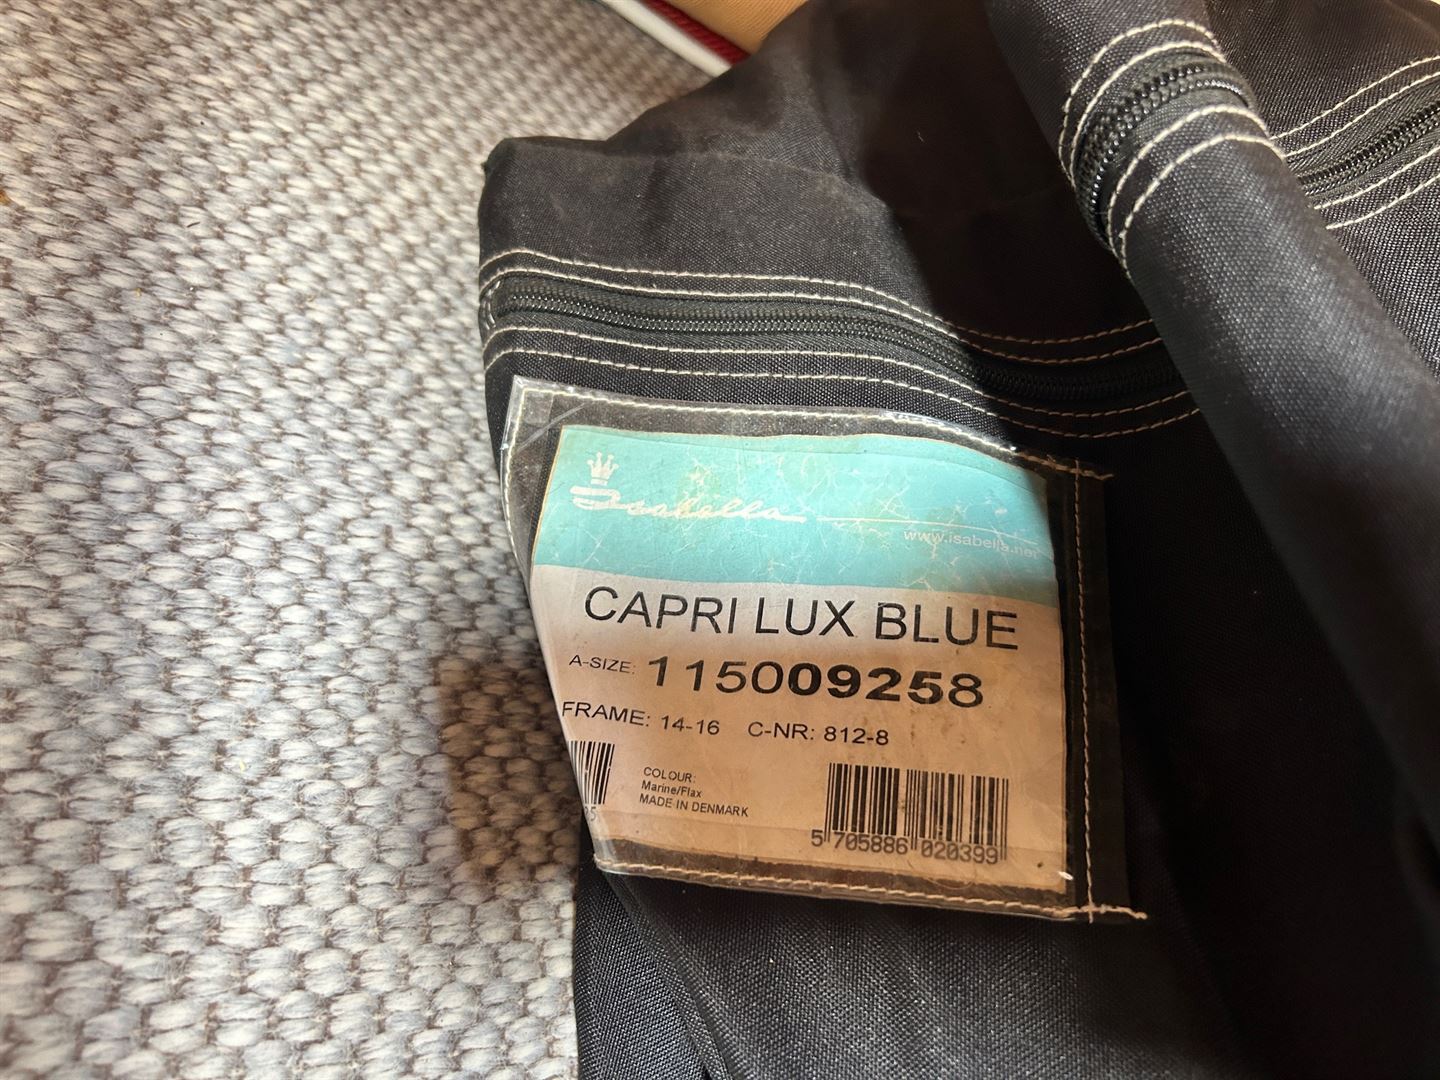 Isabella
www.isabella.net
CAPRI LUX BLUE
A-SIZE: 115009258
FRAME: 14-16 C-NR: 812-8
COLOUR:
Marine/Flax
MADE IN DENMARK
5 705886 020399